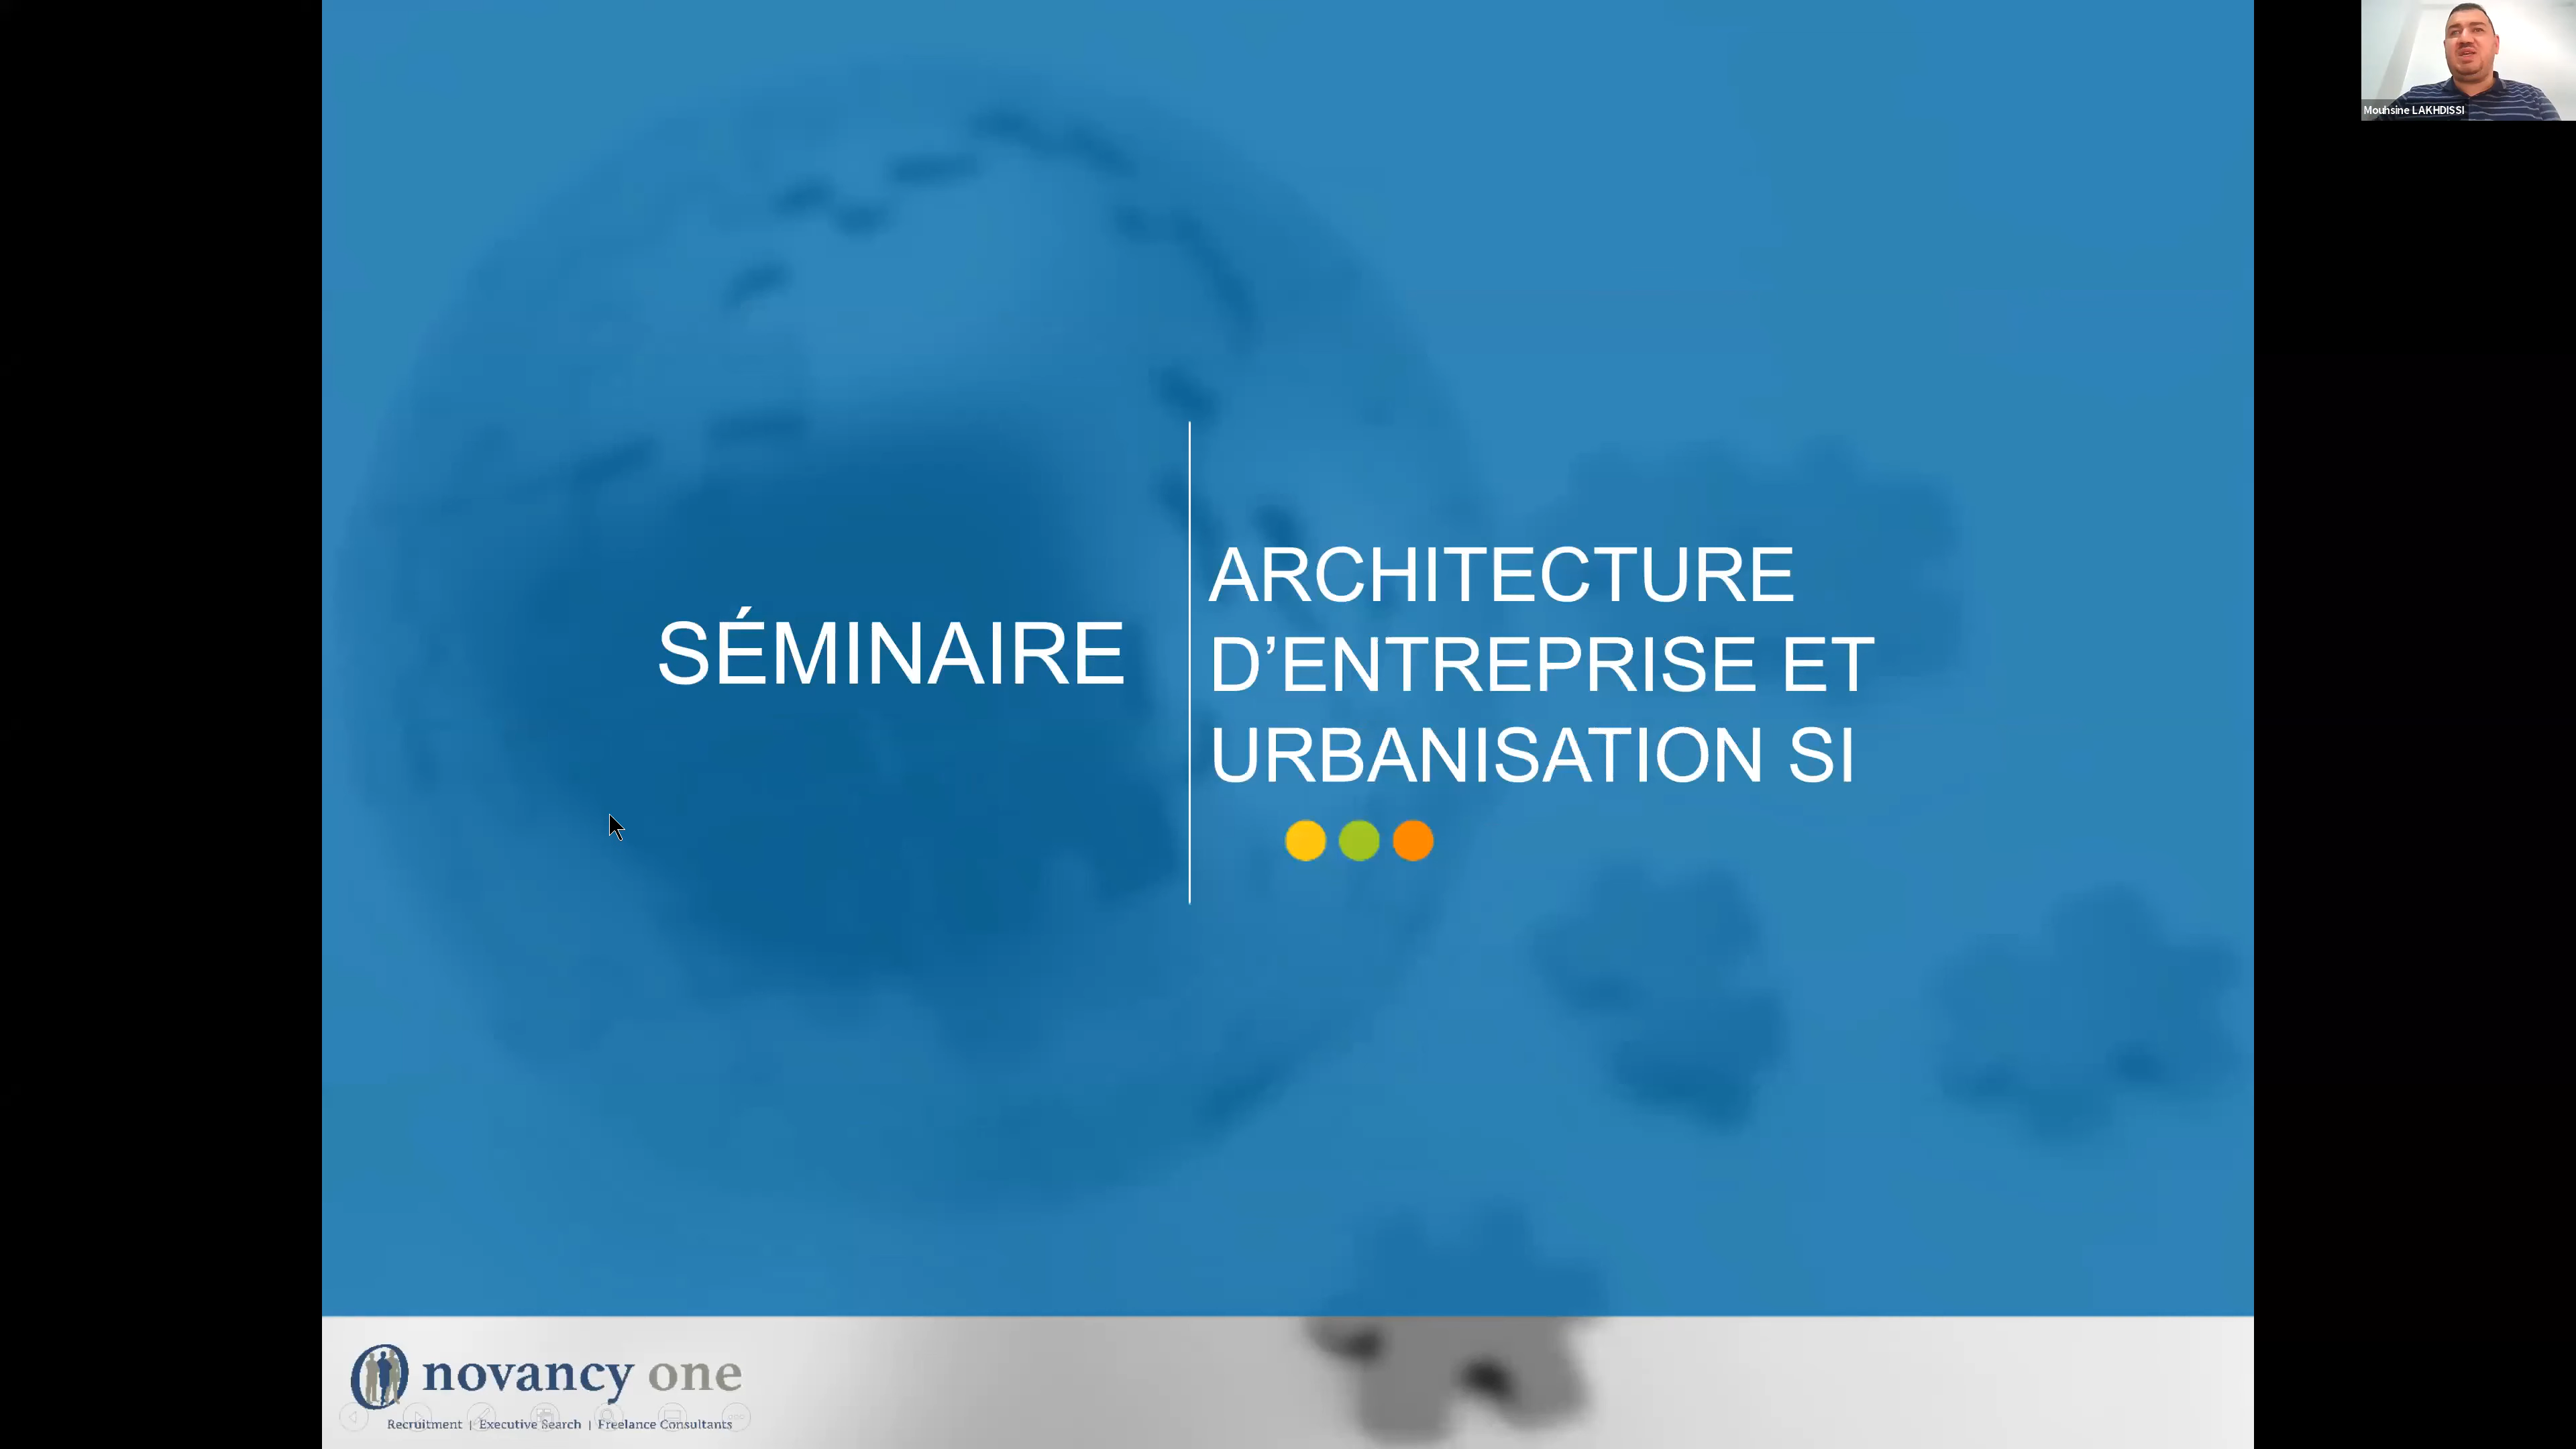 Mouhsine LAKHDISSI
SÉMINAIRE
ARCHITECTURE
D’ENTREPRISE ET
URBANISATION SI
novancy one
Recruitment | Executive Search | Freelance Consultants